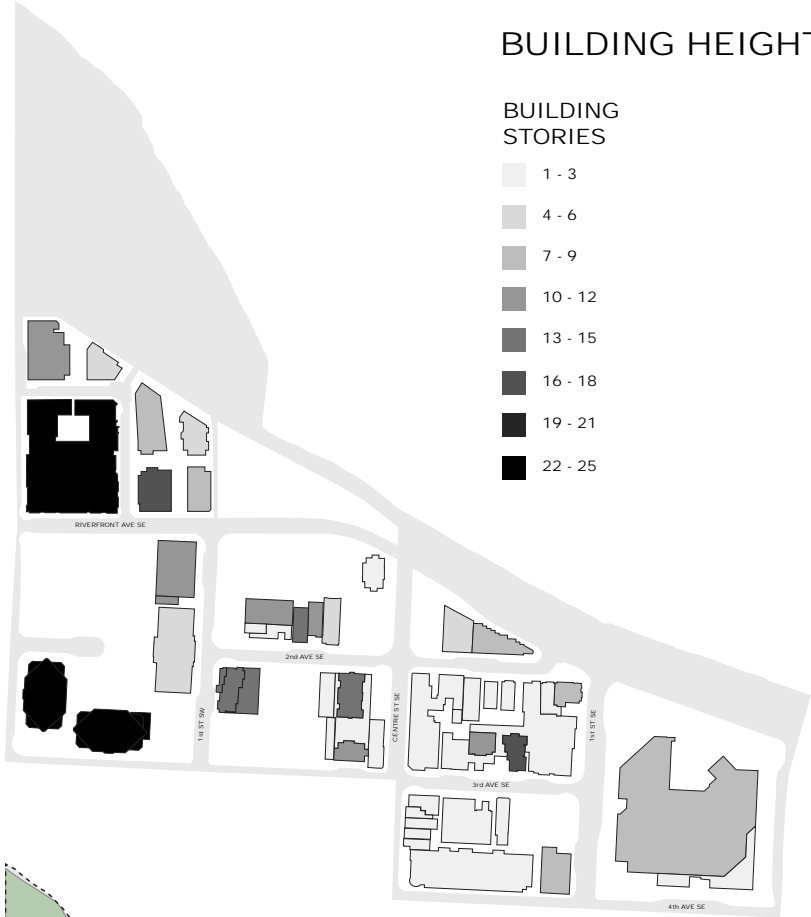 BUILDING HEIGHT
BUILDING
STORIES
1 - 3
4 - 6
7 - 9
10 - 12
13 - 15
16 - 18
19 - 21
22 - 25
RIVERFRONT AVE SE
2nd AVE SE
1st ST SW
CENTRE ST SE
1st ST SE
3rd AVE SE
4th AVE SE